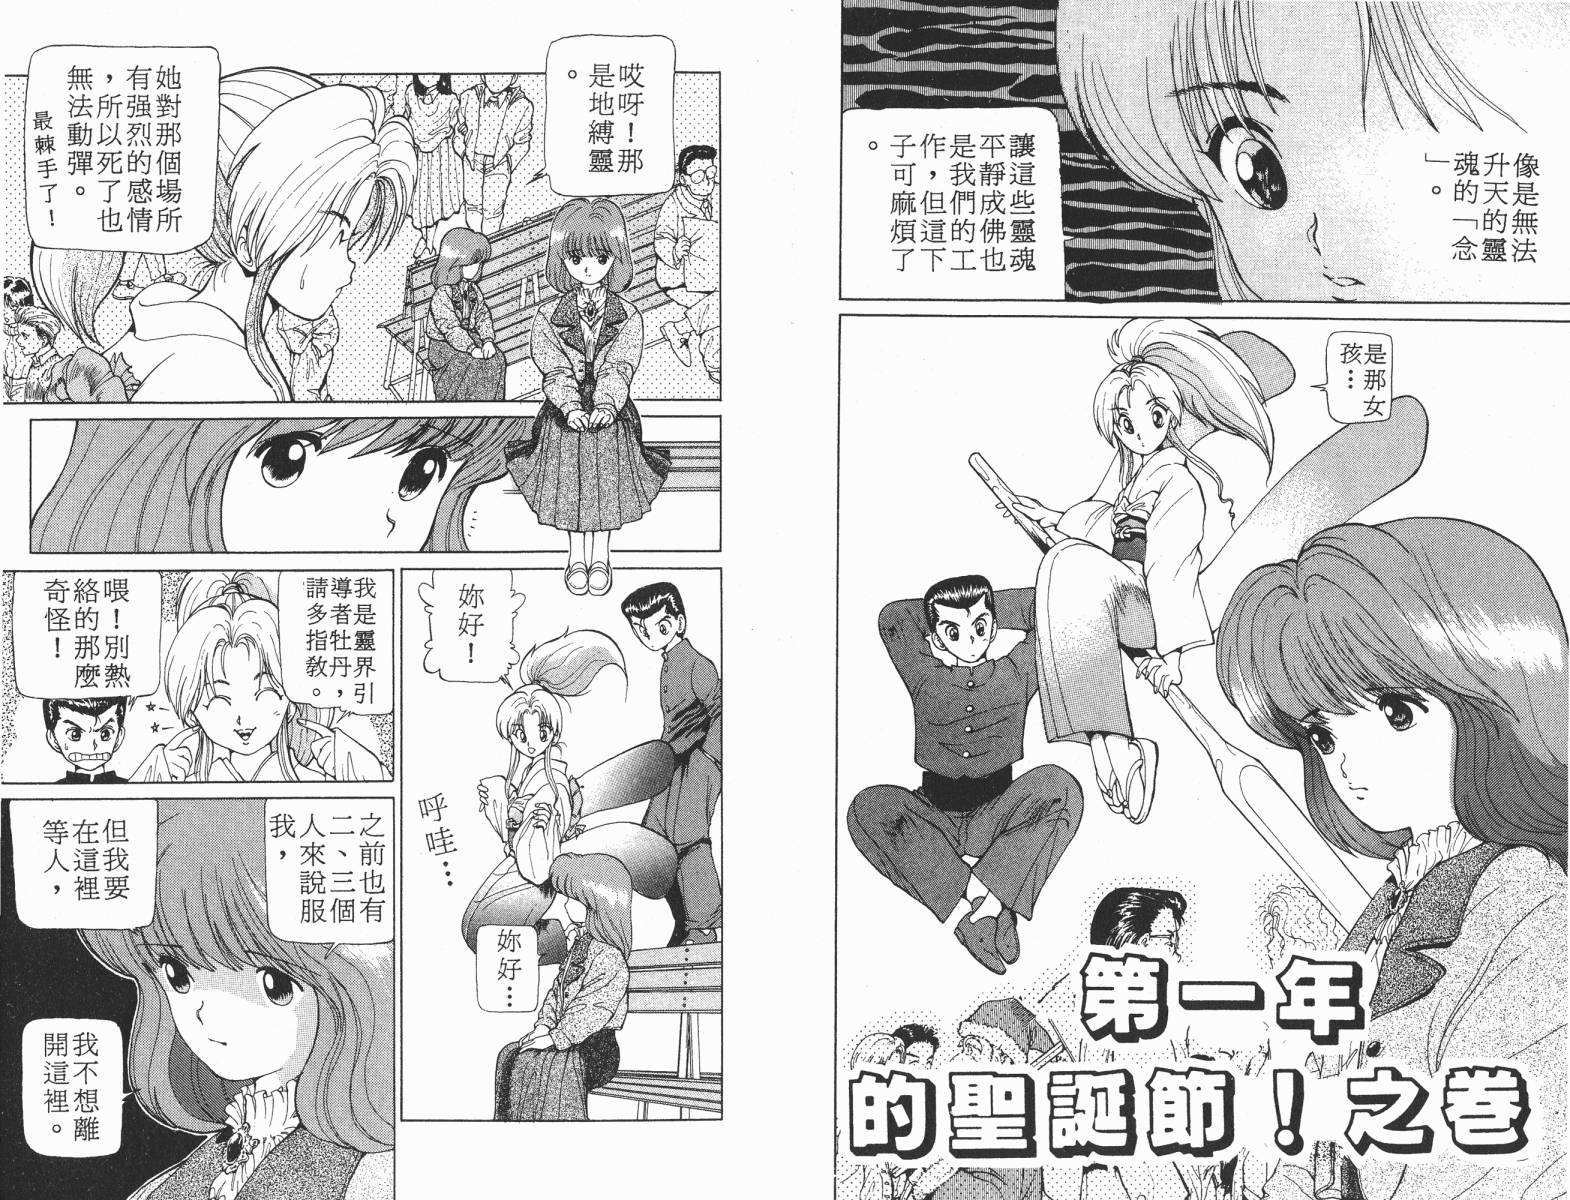 像是無法
升天的靈
魂的「念
」。
讓這些靈魂
平靜成佛也
是我們的工
作，但這下
子可麻煩了
。
是那女
孩…
第一年
的聖誕節！之卷
哎呀！那
是地縛靈
。
她對那個場所
有强烈的感情
，所以死了也
無法動彈。
最棘手了！
妳好！
呼哇…
妳好…
……
我是靈界引
導者牡丹，
請多指教。
喂！別熱
絡的那麼
奇怪！
之前也有
二、三個
人來說服
我，
但我要
在這裡
等人，
我不想離
開這裡。